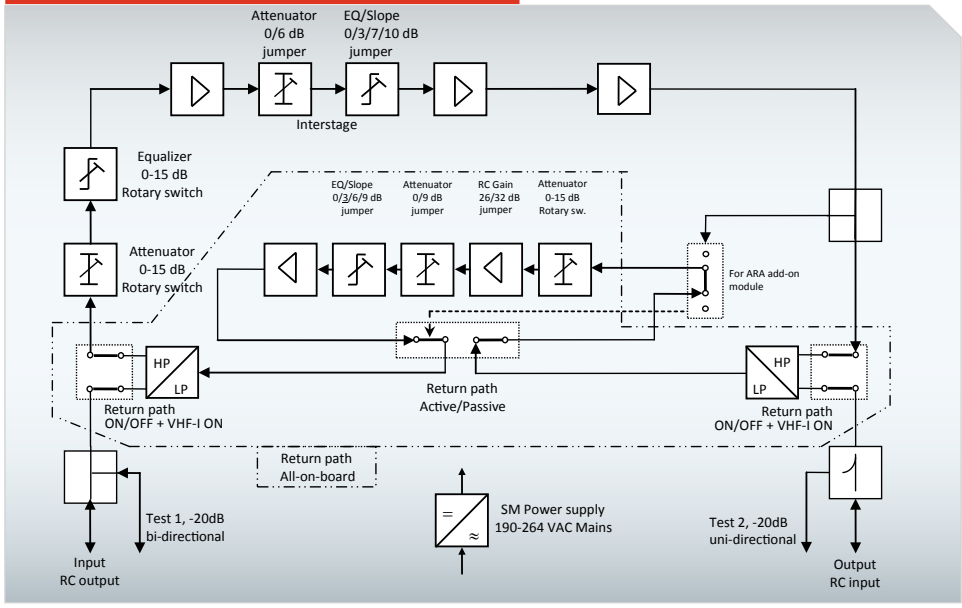 Attenuator
0/6 dB
jumper
EQ/Slope
0/3/7/10 dB
jumper
Interstage
Equalizer
0-15 dB
Rotary switch
EQ/Slope
0/3/6/9 dB
jumper
Attenuator
0/9 dB
jumper
RC Gain
26/32 dB
jumper
Attenuator
0-15 dB
Rotary sw.
Attenuator
0-15 dB
Rotary switch
For ARA add-on
module
HP
LP
Return path
ON/OFF + VHF-I ON
Return path
Active/Passive
HP
LP
Return path
ON/OFF + VHF-I ON
Return path
All-on-board
Test 1, -20dB
bi-directional
Input
RC output
=
≈
SM Power supply
190-264 VAC Mains
Test 2, -20dB
uni-directional
Output
RC input